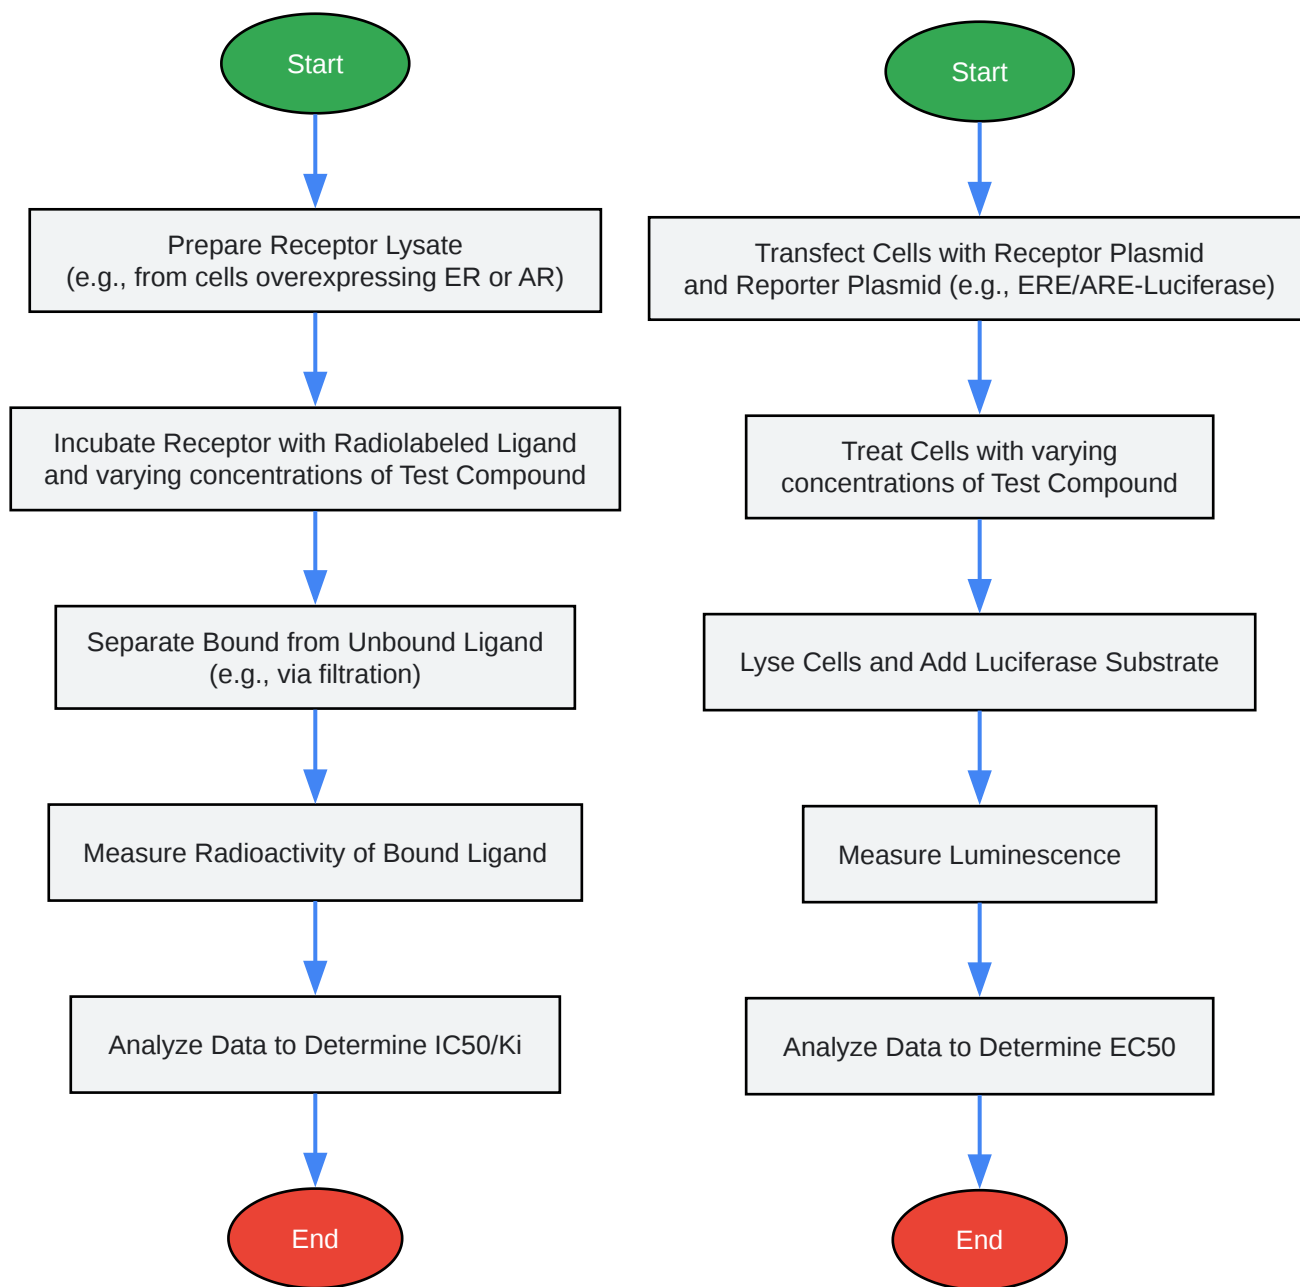 Start
Prepare Receptor Lysate
(e.g., from cells overexpressing ER or AR)
Incubate Receptor with Radiolabeled Ligand
and varying concentrations of Test Compound
Separate Bound from Unbound Ligand
(e.g., via filtration)
Measure Radioactivity of Bound Ligand
Analyze Data to Determine IC50/Ki
End
Start
Transfect Cells with Receptor Plasmid
and Reporter Plasmid (e.g., ERE/ARE-Luciferase)
Treat Cells with varying
concentrations of Test Compound
Lyse Cells and Add Luciferase Substrate
Measure Luminescence
Analyze Data to Determine EC50
End